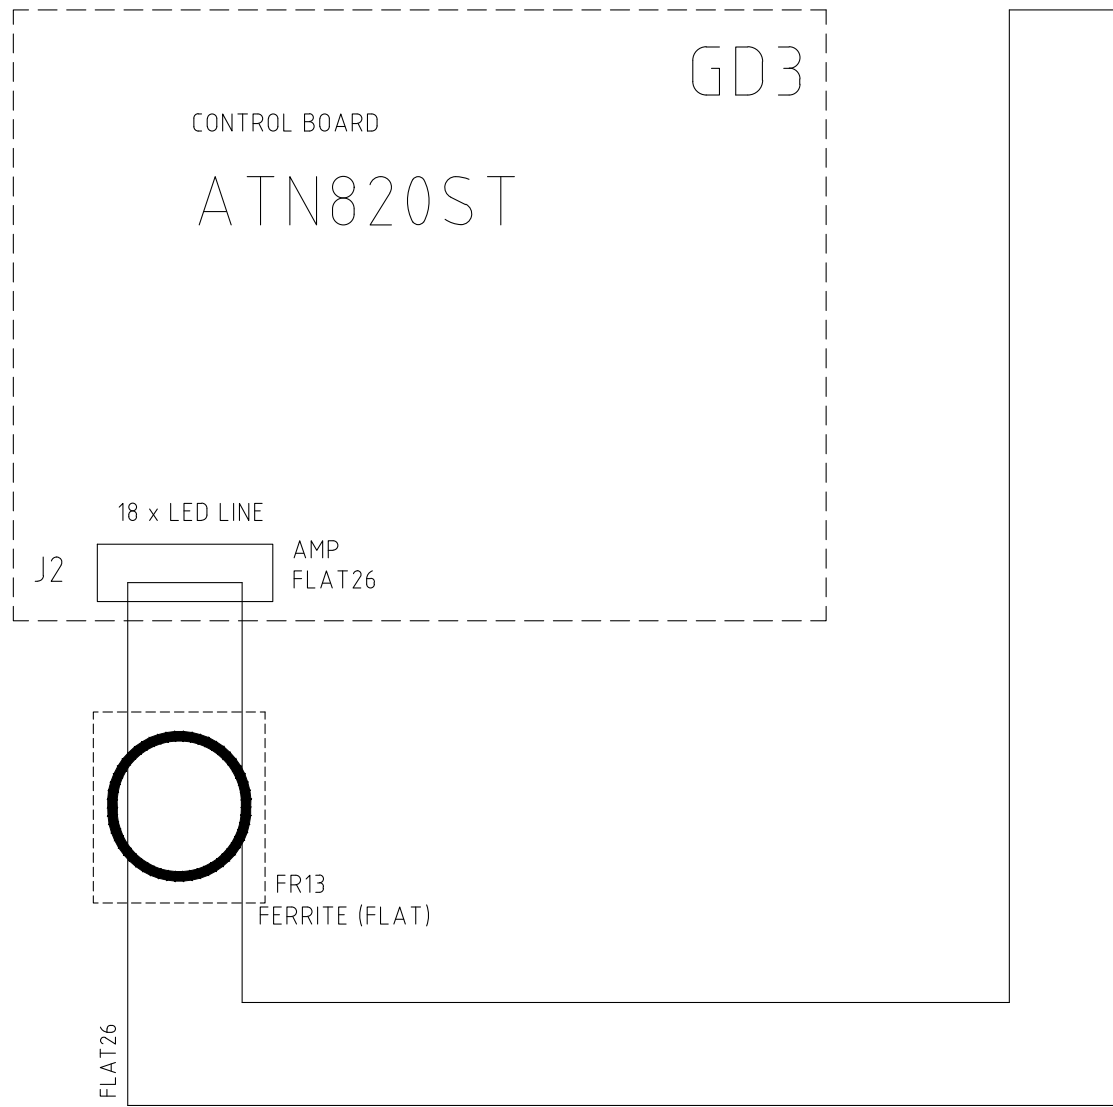 GD3
CONTROL BOARD
ATN820ST
18 x LED LINE
J2
AMP
FLAT26
FR13
FERRITE (FLAT)
FLAT26